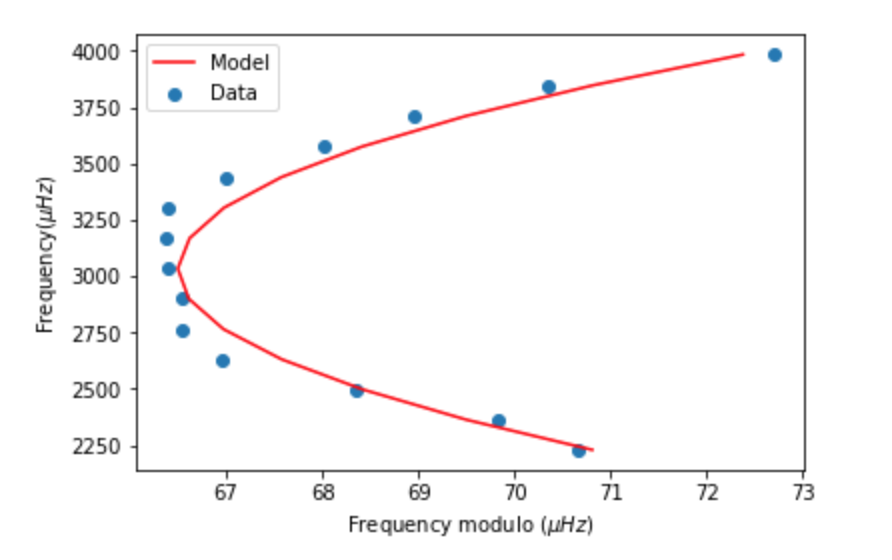 Model
Data
4000
3750
3500
3250
3000
2750
2500
2250
Frequency(μHz)
67 68 69 70 71 72 73
Frequency modulo (μHz)